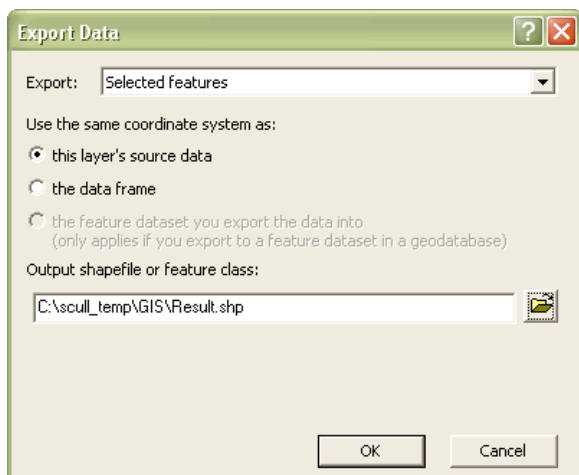 Export Data
Export: Selected features
Use the same coordinate system as:
this layer's source data
the data frame
the feature dataset you export the data into
(only applies if you export to a feature dataset in a geodatabase)
Output shapefile or feature class:
C:\scull_temp\GIS\Result.shp
OK Cancel